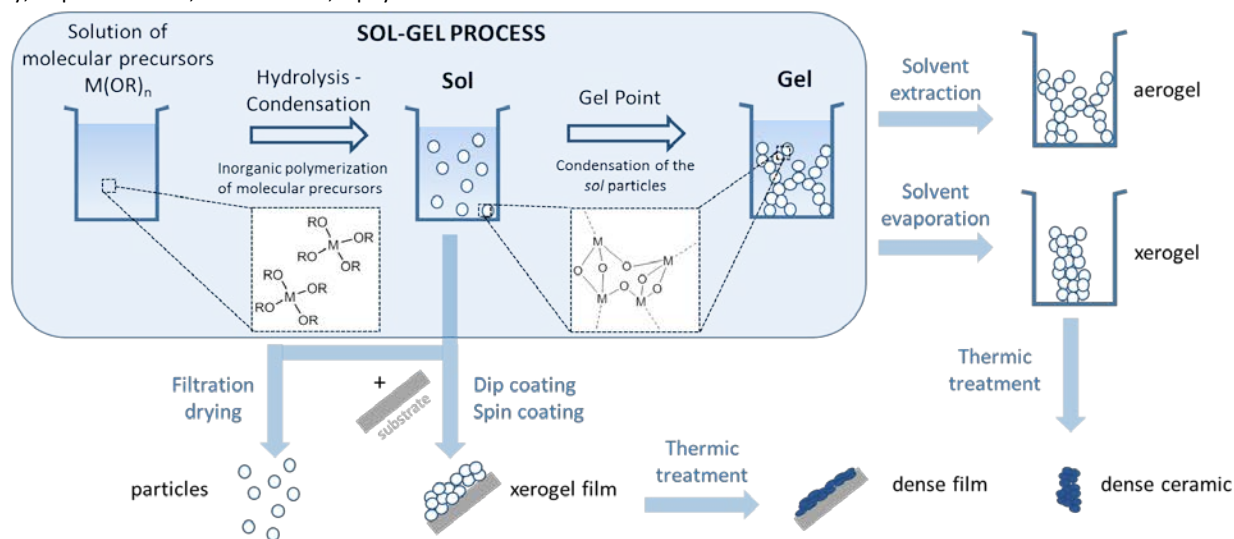 SOL-GEL PROCESS
Solution of
molecular precursors
M(OR)n
Hydrolysis -
Condensation
Inorganic polymerization
of molecular precursors
Sol
Gel Point
Condensation of the
sol particles
Gel
RO
OR
M
RO
OR
RO
OR
M
RO
OR
M
O
M
O
O
O
O
M
O
M
Solvent
extraction
aerogel
Solvent
evaporation
xerogel
Filtration
drying
+
substrate
Dip coating
Spin coating
Thermic
treatment
particles
xerogel film
Thermic
treatment
dense film
dense ceramic